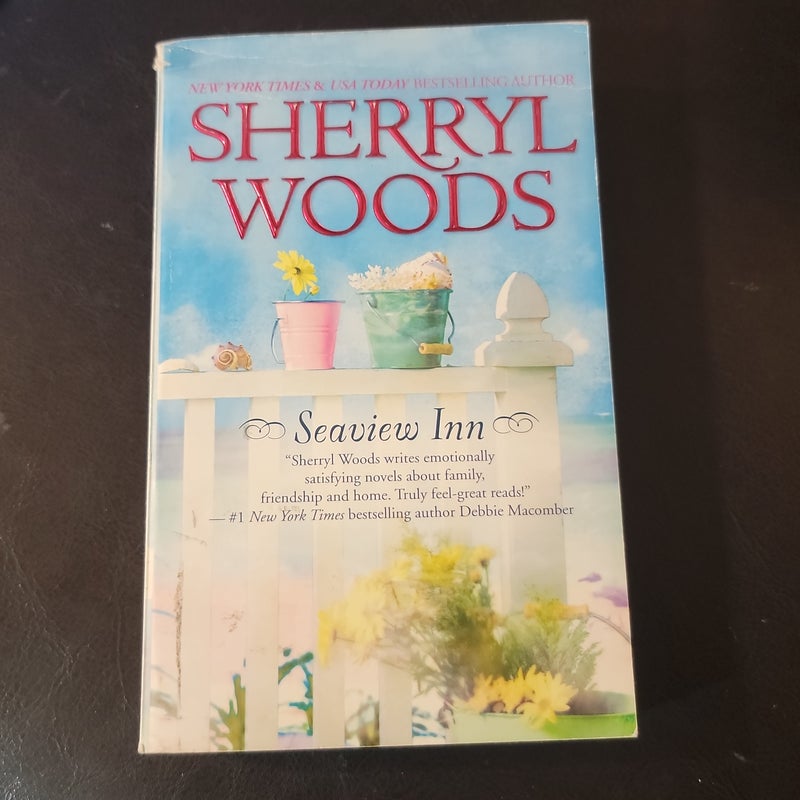 NEW YORK TIMES & USA TODAY BESTSELLING AUTHOR
SHERRYL
WOODS
Seaview Inn
“Sherryl Woods writes emotionally
satisfying novels about family,
friendship and home. Truly feel-great reads!”
— #1 New York Times bestselling author Debbie Macomber